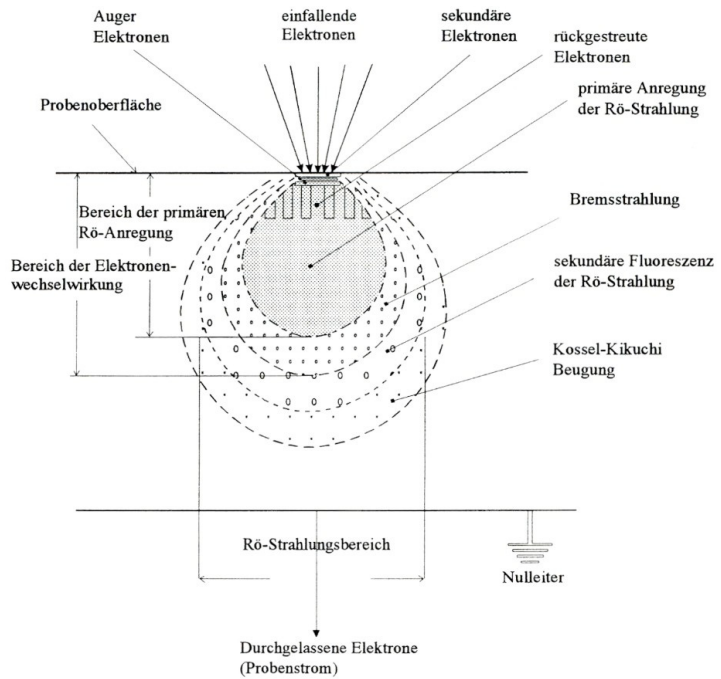 Auger
Elektronen
einfallende
Elektronen
sekundäre
Elektronen
rückgestreute
Elektronen
primäre Anregung
der Rö-Strahlung
Probenoberfläche
Bremsstrahlung
Bereich der primären
Rö-Anregung
Bereich der Elektronen-
wechselwirkung
sekundäre Fluoreszenz
der Rö-Strahlung
Kossel-Kikuchi
Beugung
Rö-Strahlungsbereich
Nulleiter
Durchgelassene Elektrone
(Probenstrom)